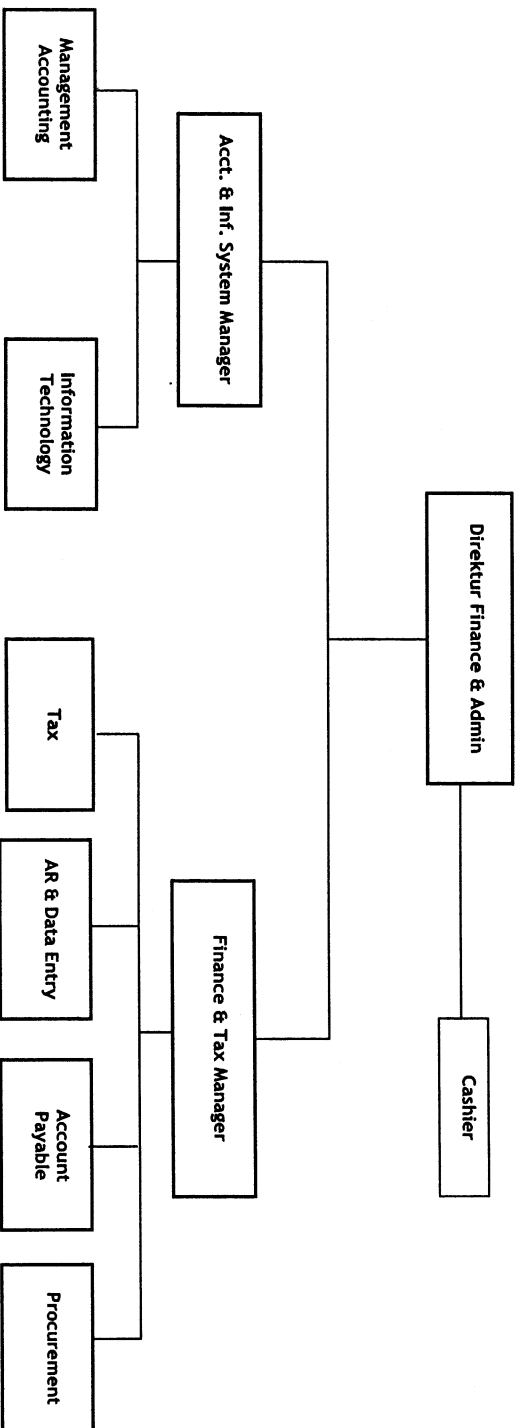 Direktur Finance & Admin
Cashier
Acct. & Inf. System Manager
Finance & Tax Manager
Management
Accounting
Information
Technology
Tax
AR & Data Entry
Account
Payable
Procurement